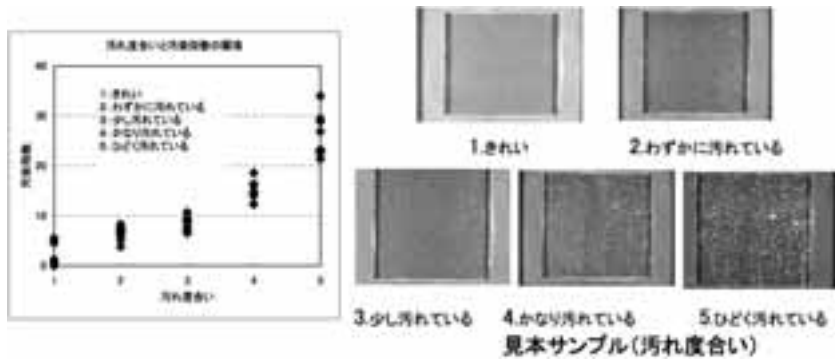 汚れ度合いと汚染指数の関係
40
30
20
10
0
1:きれい
2:わずかに汚れている
3:少し汚れている
4:かなり汚れている
5:ひどく汚れている
汚染指数
1 2 3 4 5
汚れ度合い
1.きれい
2.わずかに汚れている
3.少し汚れている
4.かなり汚れている
5.ひどく汚れている
見本サンプル(汚れ度合い)